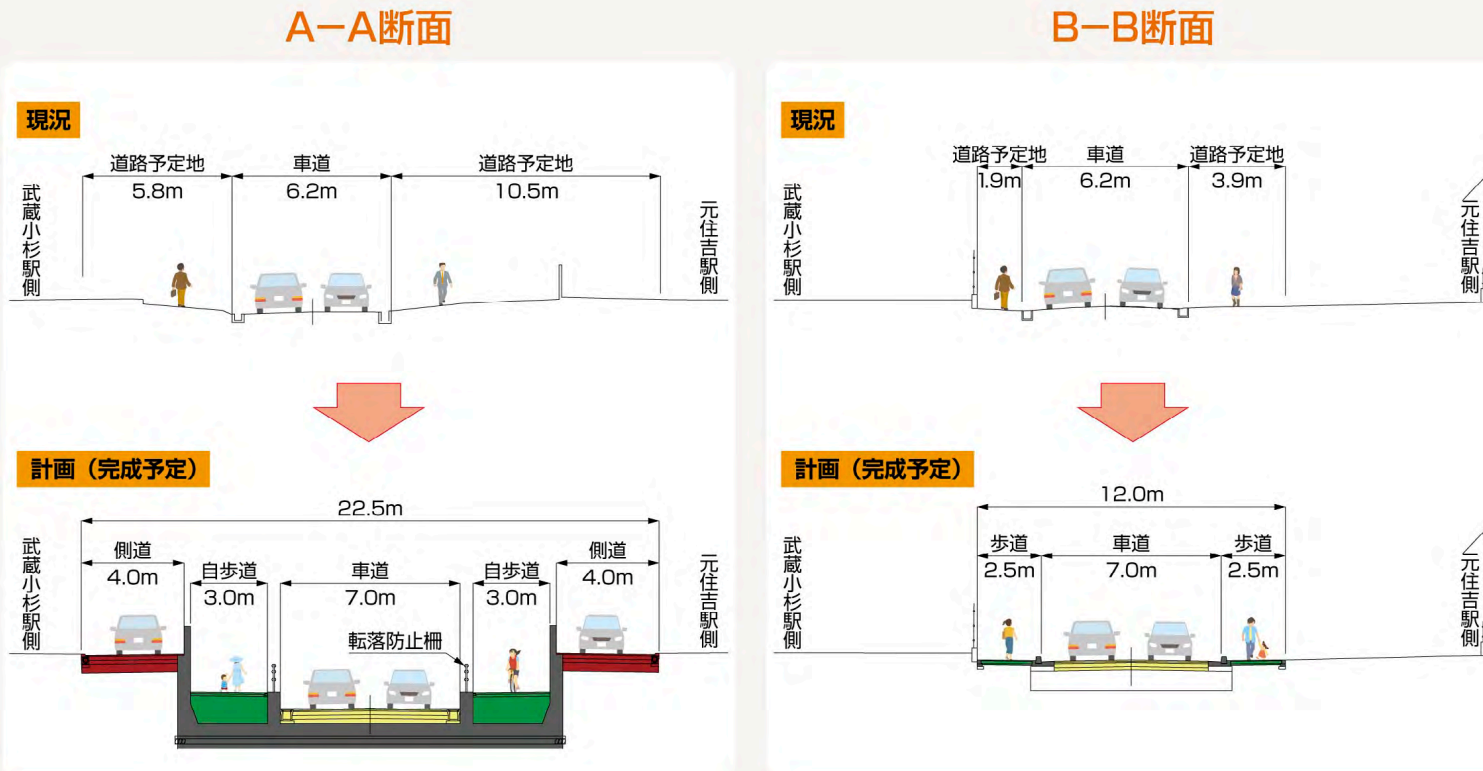 A－A断面
現況
道路予定地
車道
道路予定地
5.8m
6.2m
10.5m
武蔵小杉駅側
元住吉駅側
計画（完成予定）
22.5m
武蔵小杉駅側
側道
4.0m
自歩道
3.0m
車道
7.0m
自歩道
3.0m
側道
4.0m
転落防止柵
元住吉駅側
B－B断面
現況
道路予定地
車道
道路予定地
1.9m
6.2m
3.9m
武蔵小杉駅側
元住吉駅側
計画（完成予定）
12.0m
武蔵小杉駅側
歩道
車道
歩道
2.5m
7.0m
2.5m
元住吉駅側